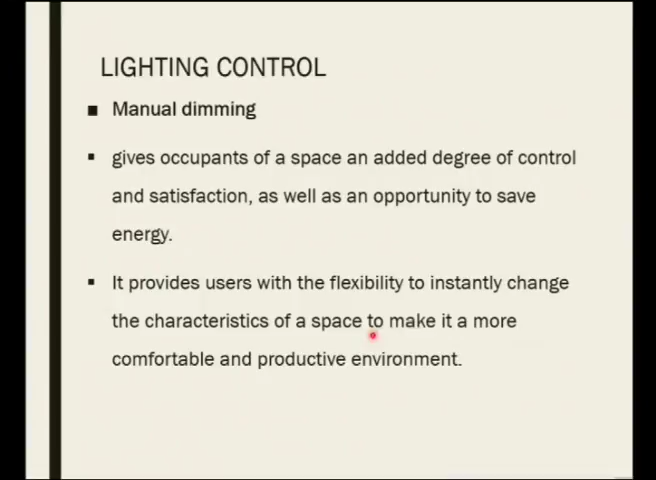 LIGHTING CONTROL
Manual dimming
gives occupants of a space an added degree of control
and satisfaction, as well as an opportunity to save
energy.
It provides users with the flexibility to instantly change
the characteristics of a space to make it a more
comfortable and productive environment.